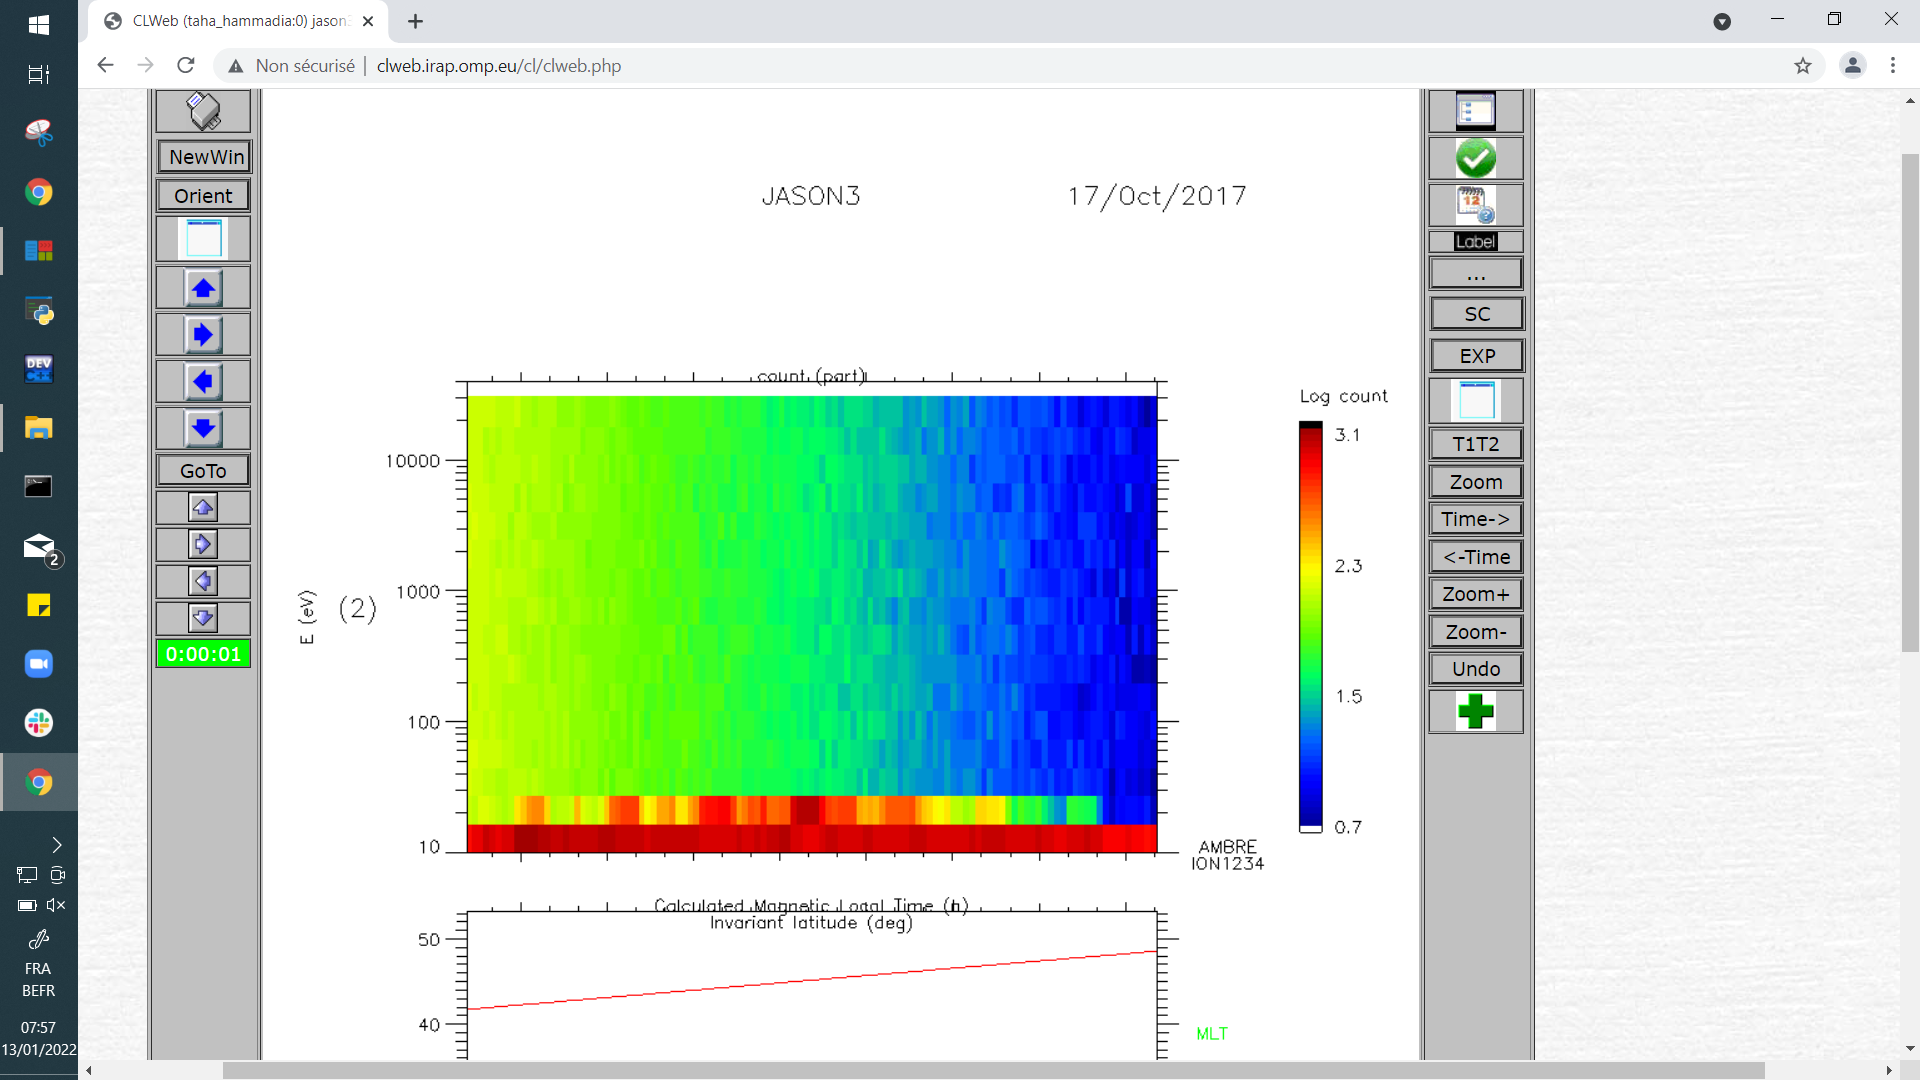 CLWeb (taha_hammadia:0) jason3
Non sécurisé | clweb.irap.omp.eu/cl/clweb.php
NewWin
Orient
GoTo
0:00:01
JASON3 17/Oct/2017
count (part)
10000
1000
100
10
E (eV)
(2)
Log count
3.1
2.3
1.5
0.7
AMBRE
ION1234
Calculated Magnetic Local Time (h)
Invariant latitude (deg)
50
40
MLT
12
Label
...
SC
EXP
T1T2
Zoom
Time->
<-Time
Zoom+
Zoom-
Undo
DEV
C++
2
FRA
BEFR
07:57
13/01/2022